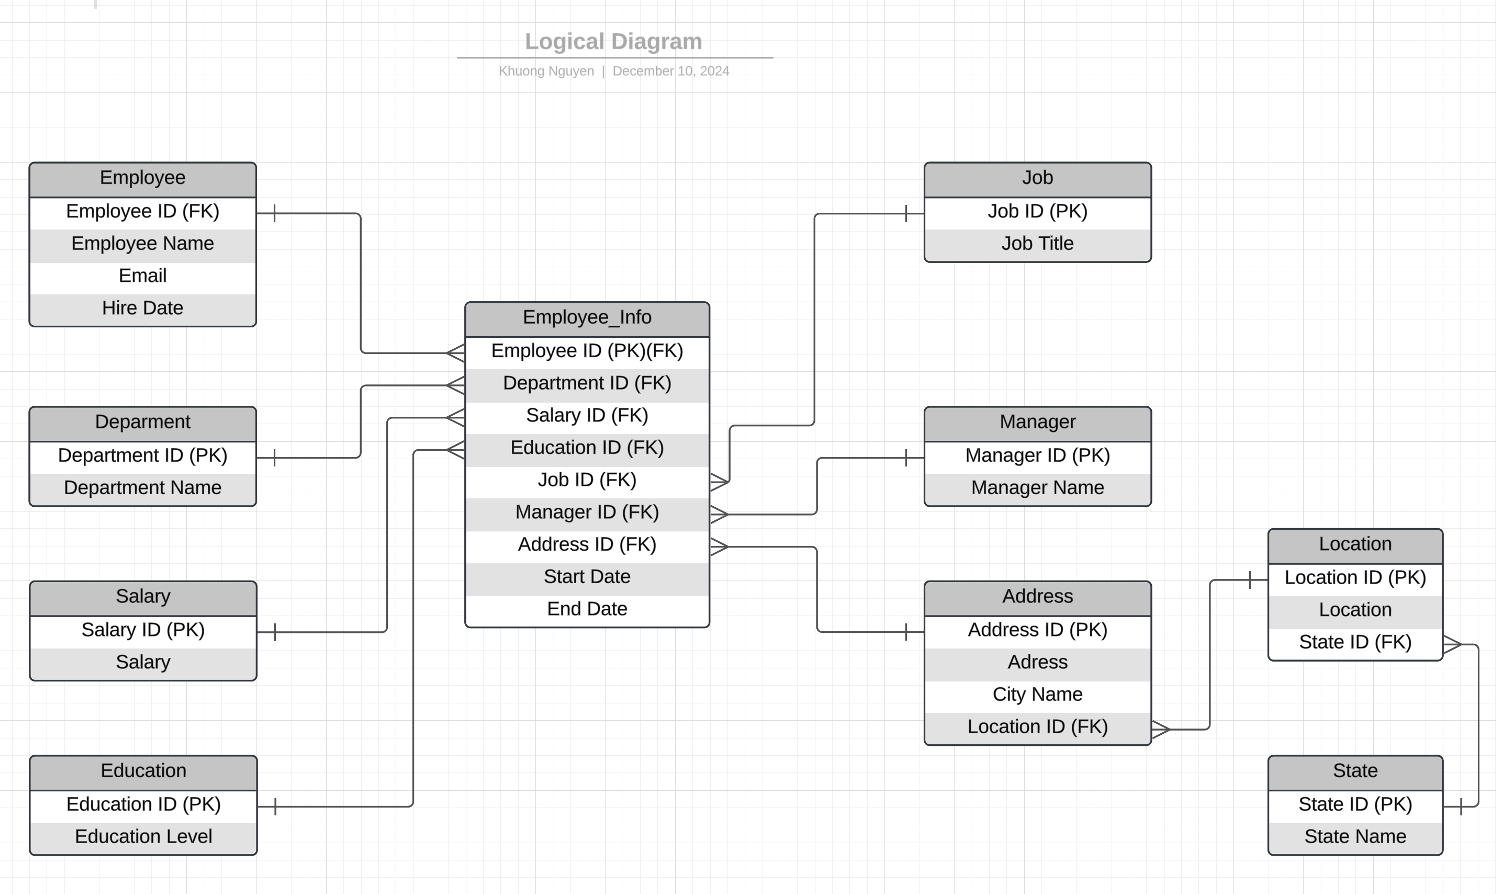 Logical Diagram
Khuong Nguyen | December 10, 2024
Employee
Employee ID (FK)
Employee Name
Email
Hire Date
Deparment
Department ID (PK)
Department Name
Salary
Salary ID (PK)
Salary
Education
Education ID (PK)
Education Level
Employee_Info
Employee ID (PK)(FK)
Department ID (FK)
Salary ID (FK)
Education ID (FK)
Job ID (FK)
Manager ID (FK)
Address ID (FK)
Start Date
End Date
Job
Job ID (PK)
Job Title
Manager
Manager ID (PK)
Manager Name
Address
Address ID (PK)
Adress
City Name
Location ID (FK)
Location
Location ID (PK)
Location
State ID (FK)
State
State ID (PK)
State Name